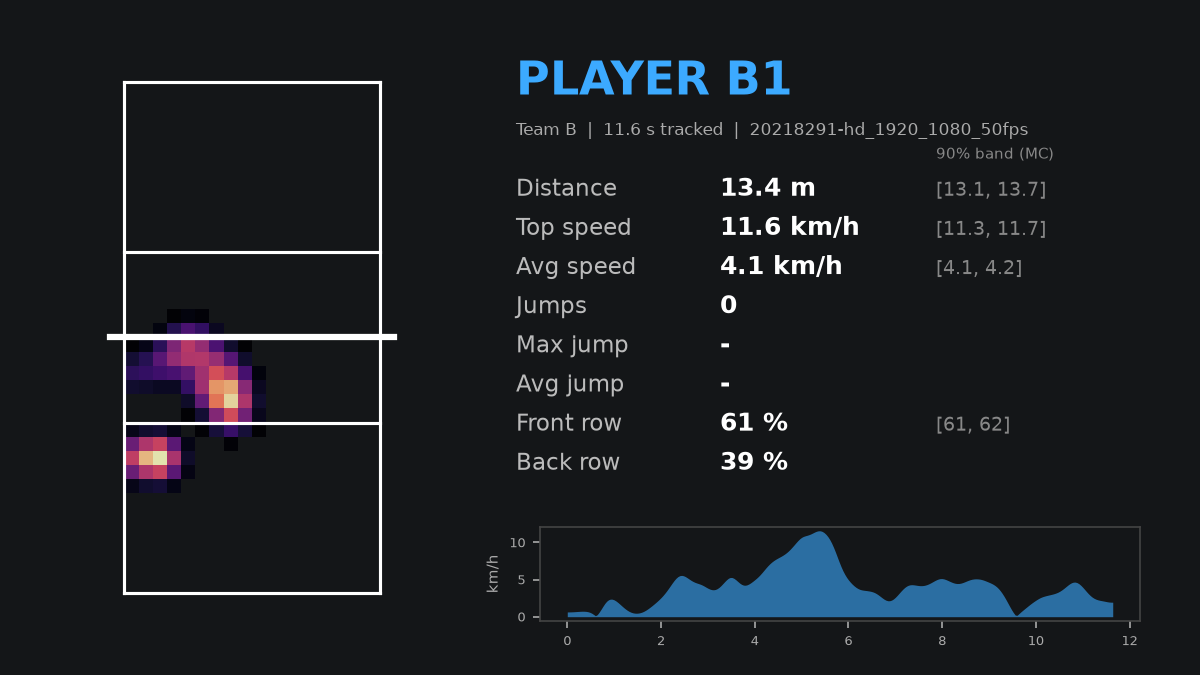 PLAYER B1
Team B | 11.6 s tracked | 20218291-hd_1920_1080_50fps
90% band (MC)
Distance 13.4 m [13.1, 13.7]
Top speed 11.6 km/h [11.3, 11.7]
Avg speed 4.1 km/h [4.1, 4.2]
Jumps 0
Max jump -
Avg jump -
Front row 61 % [61, 62]
Back row 39 %
km/h
10
5
0
0 2 4 6 8 10 12